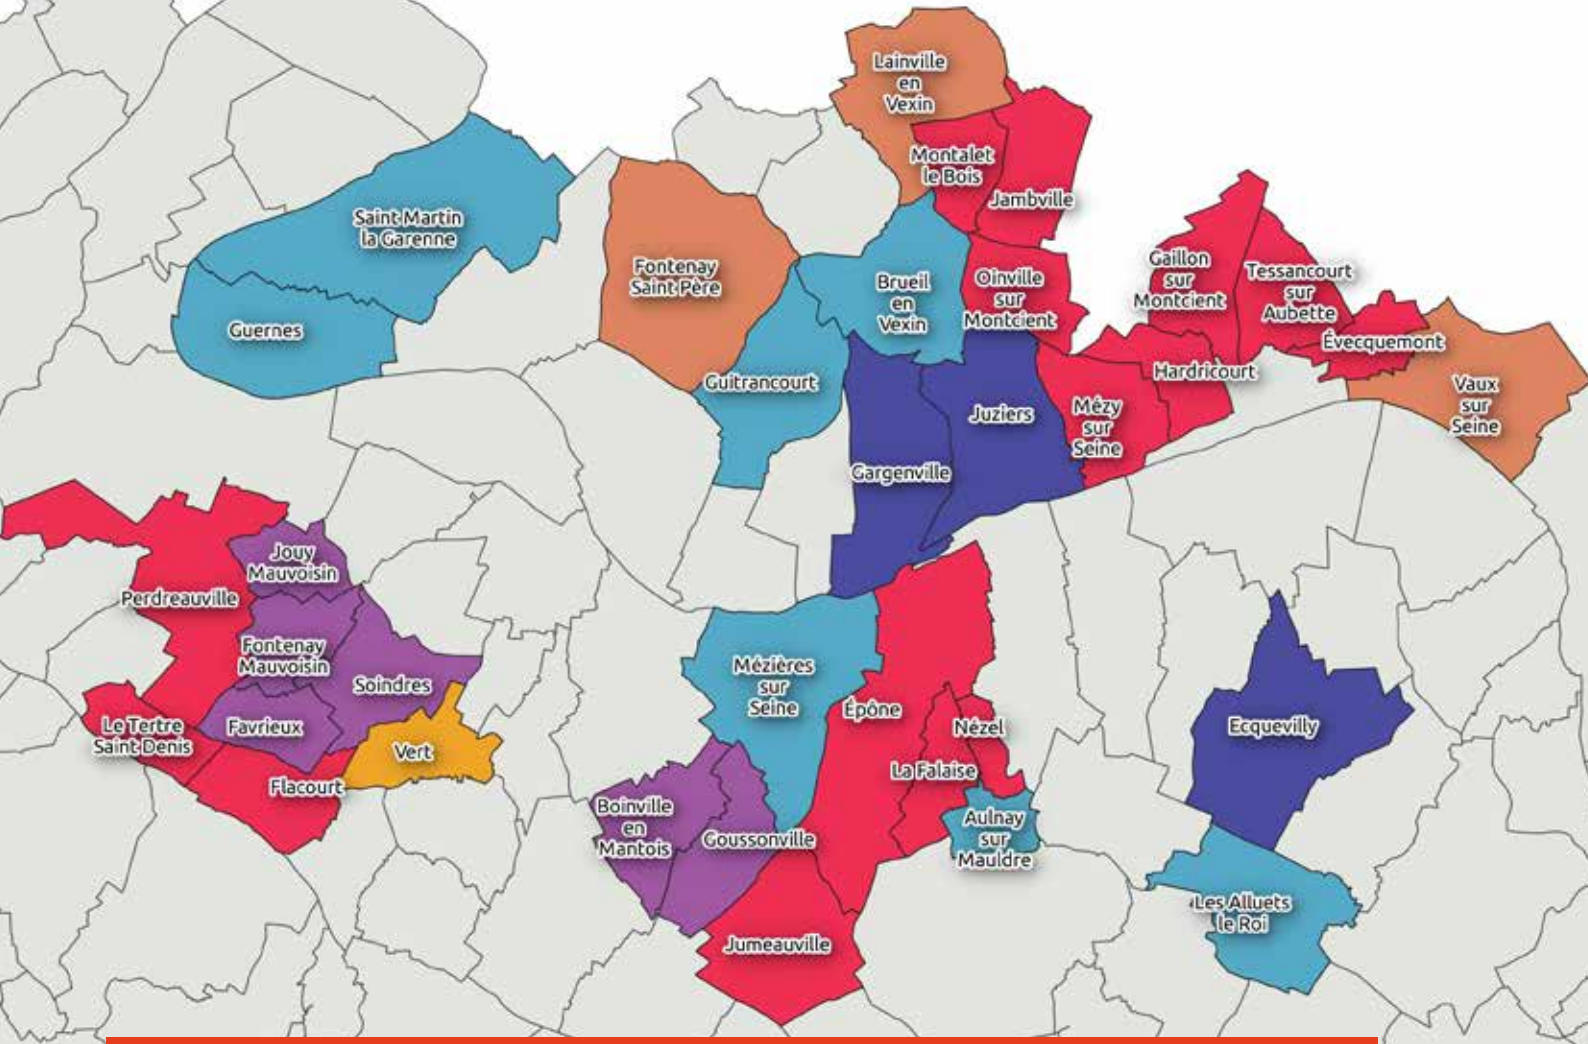 Lainville
en
Vexin
Montalet
le Bois
Jambville
Saint Martin
la Garenne
Fontenay
Saint Père
Brueil
en
Vexin
Oinville
sur
Montcient
Gaillon
sur
Montcient
Tessancourt
sur
Aubette
Évecquemont
Guernes
Guitrancourt
Hardricourt
Vaux
sur
Seine
Juziers
Mézy
sur
Seine
Gargenville
Jouy
Mauvoisin
Perdreauville
Fontenay
Mauvoisin
Soindres
Mézières
sur
Seine
Épône
Nézel
Ecquevilly
Le Tertre
Saint Denis
Favrieux
Vert
La Falaise
Flacourt
Boinville
en
Mantois
Goussonville
Aulnay
sur
Mauldre
Les Alluets
le Roi
Jumeauville